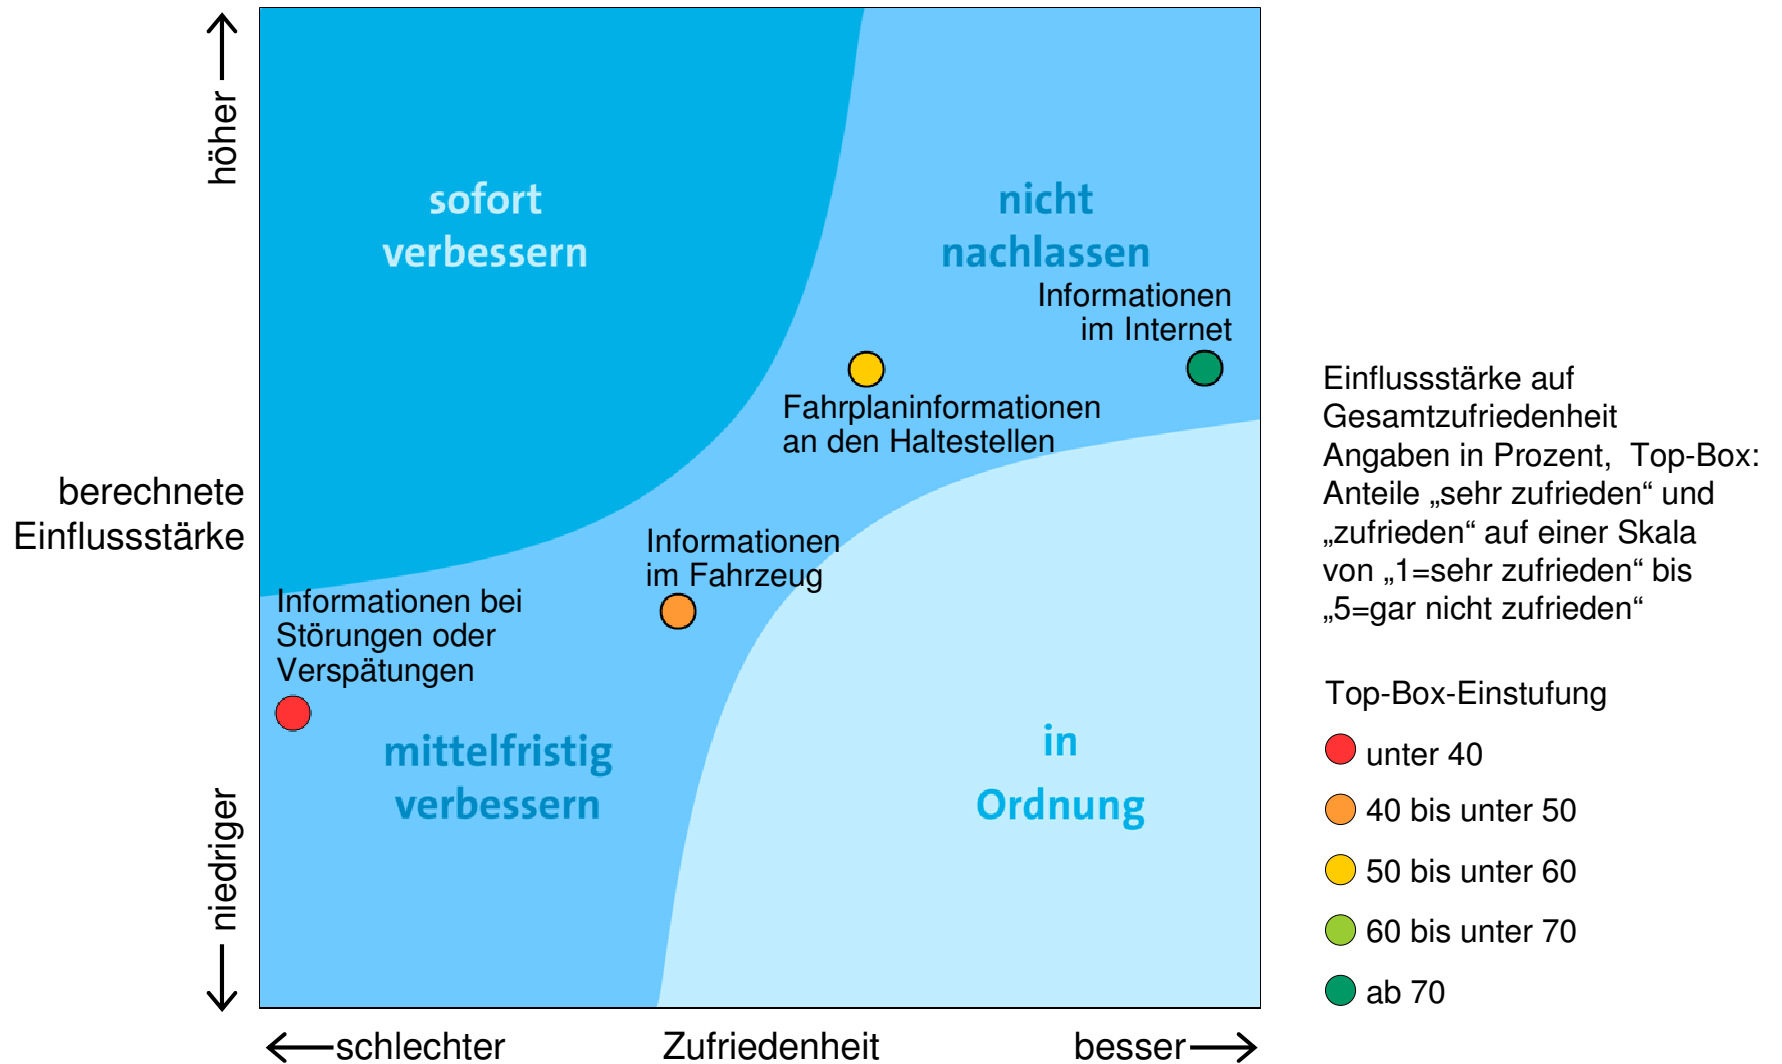 höher
sofort
verbessern
nicht
nachlassen
Informationen
im Internet
Fahrplaninformationen
an den Haltestellen
berechnete
Einflussstärke
Informationen
im Fahrzeug
Informationen bei
Störungen oder
Verspätungen
mittelfristig
verbessern
in
Ordnung
niedriger
schlechter
Zufriedenheit
besser
Einflussstärke auf
Gesamtzufriedenheit
Angaben in Prozent, Top-Box:
Anteile „sehr zufrieden“ und
„zufrieden“ auf einer Skala
von „1=sehr zufrieden“ bis
„5=gar nicht zufrieden“
Top-Box-Einstufung
unter 40
40 bis unter 50
50 bis unter 60
60 bis unter 70
ab 70